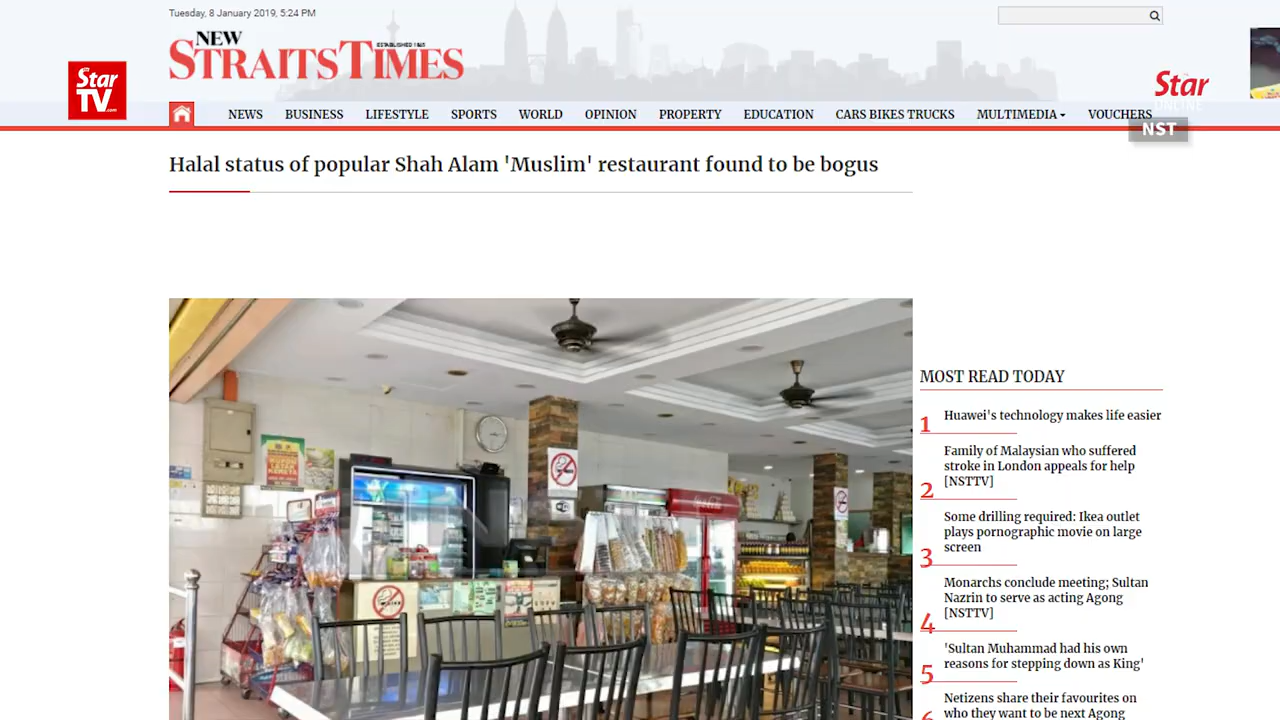 Tuesday, 8 January 2019, 5:24 PM
NEW
ESTABLISHED 1845
STRAITS TIMES
Star
TV
.com
Star
ONLINE
NST
NEWS BUSINESS LIFESTYLE SPORTS WORLD OPINION PROPERTY EDUCATION CARS BIKES TRUCKS MULTIMEDIA VOUCHERS
Halal status of popular Shah Alam 'Muslim' restaurant found to be bogus
Coca-Cola
MOST READ TODAY
1 Huawei's technology makes life easier
2 Family of Malaysian who suffered
stroke in London appeals for help
[NSTTV]
3 Some drilling required: Ikea outlet
plays pornographic movie on large
screen
4 Monarchs conclude meeting; Sultan
Nazrin to serve as acting Agong
[NSTTV]
5 'Sultan Muhammad had his own
reasons for stepping down as King'
6 Netizens share their favourites on
who they want to be next Agong